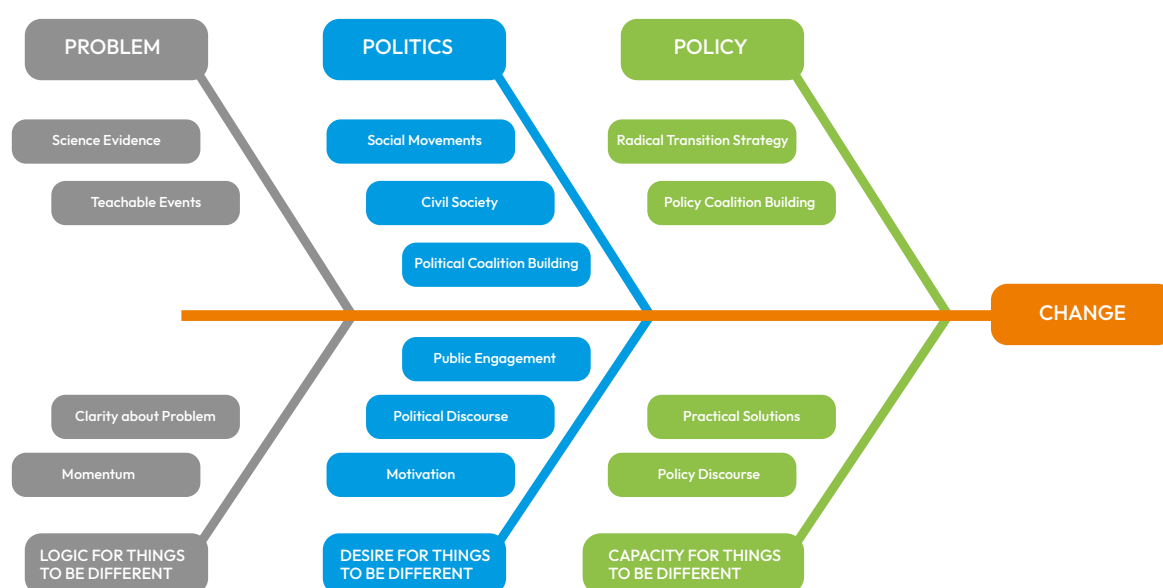 PROBLEM
POLITICS
POLICY
Science Evidence
Social Movements
Radical Transition Strategy
Teachable Events
Civil Society
Policy Coalition Building
Political Coalition Building
CHANGE
Public Engagement
Clarity about Problem
Political Discourse
Practical Solutions
Momentum
Motivation
Policy Discourse
LOGIC FOR THINGS
TO BE DIFFERENT
DESIRE FOR THINGS
TO BE DIFFERENT
CAPACITY FOR THINGS
TO BE DIFFERENT